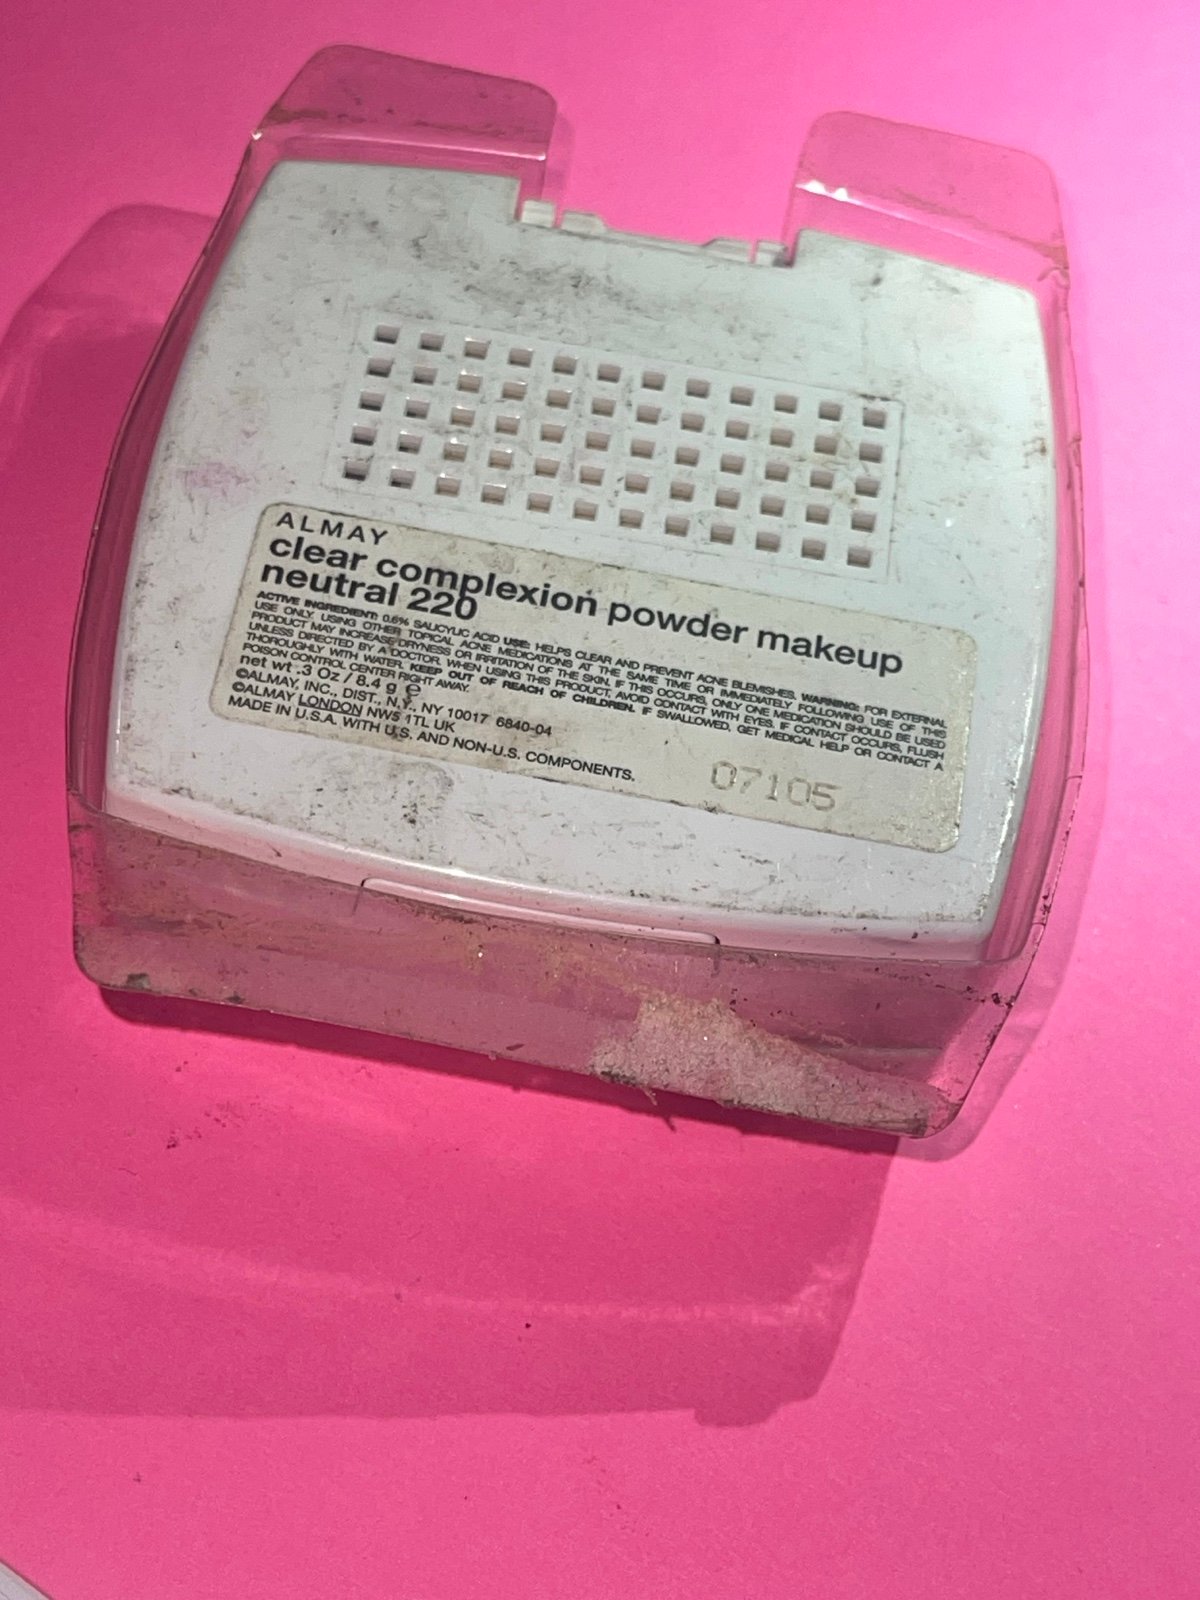 ALMAY
clear complexion powder makeup
neutral 220
ACTIVE INGREDIENT: 0.6% SALICYLIC ACID USE: HELPS CLEAR AND PREVENT ACNE BLEMISHES. WARNING: FOR EXTERNAL
USE ONLY. USING OTHER TOPICAL ACNE MEDICATIONS AT THE SAME TIME OR IMMEDIATELY FOLLOWING USE OF THIS
PRODUCT MAY INCREASE DRYNESS OR IRRITATION OF THE SKIN. IF THIS OCCURS, ONLY ONE MEDICATION SHOULD BE USED
UNLESS DIRECTED BY A DOCTOR. WHEN USING THIS PRODUCT, AVOID CONTACT WITH EYES. IF CONTACT OCCURS, FLUSH
THOROUGHLY WITH WATER. KEEP OUT OF REACH OF CHILDREN. IF SWALLOWED, GET MEDICAL HELP OR CONTACT A
POISON CONTROL CENTER RIGHT AWAY.
net wt .3 Oz / 8.4 g ℮
©ALMAY, INC., DIST., N.Y., NY 10017 6840-04
©ALMAY LONDON NW5 1TL UK
MADE IN U.S.A. WITH U.S. AND NON-U.S. COMPONENTS.
07105